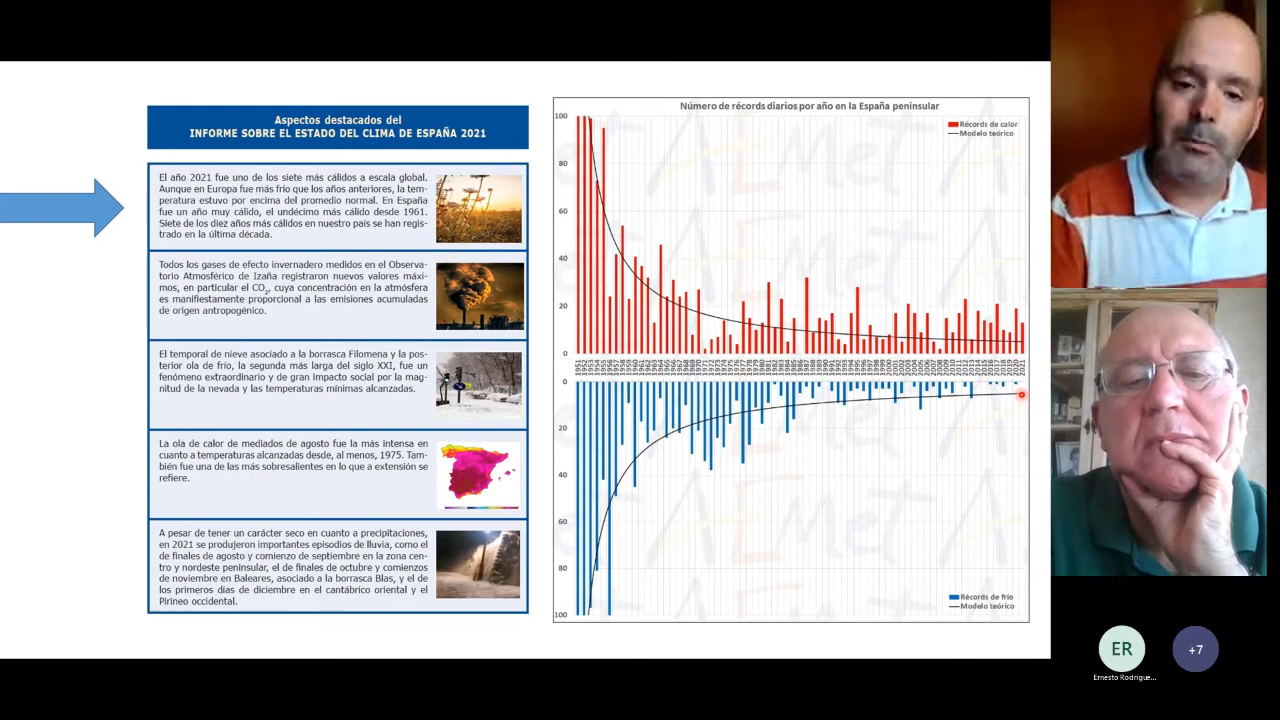 Aspectos destacados del
INFORME SOBRE EL ESTADO DEL CLIMA DE ESPAÑA 2021
El año 2021 fue uno de los siete más cálidos a escala global.
Aunque en Europa fue más frío que los años anteriores, la tem-
peratura estuvo por encima del promedio normal. En España
fue un año muy cálido, el undécimo más cálido desde 1961.
Siete de los diez años más cálidos en nuestro país se han regis-
trado en la última década.
Todos los gases de efecto invernadero medidos en el Observa-
torio Atmosférico de Izaña registraron nuevos valores máxi-
mos, en particular el CO2, cuya concentración en la atmósfera
es manifiestamente proporcional a las emisiones acumuladas
de origen antropogénico.
El temporal de nieve asociado a la borrasca Filomena y la pos-
terior ola de frío, la segunda más larga del siglo XXI, fue un
fenómeno extraordinario y de gran impacto social por la mag-
nitud de la nevada y las temperaturas mínimas alcanzadas.
La ola de calor de mediados de agosto fue la más intensa en
cuanto a temperaturas alcanzadas desde, al menos, 1975. Tam-
bién fue una de las más sobresalientes en lo que a extensión se
refiere.
A pesar de tener un carácter seco en cuanto a precipitaciones,
en 2021 se produjeron importantes episodios de lluvia, como el
de finales de agosto y comienzo de septiembre en la zona cen-
tro y nordeste peninsular, el de finales de octubre y comienzos
de noviembre en Baleares, asociado a la borrasca Blas, y el de
los primeros días de diciembre en el cantábrico oriental y el
Pirineo occidental.
Número de récords diarios por año en la España peninsular
Récords de calor
Modelo teórico
100
80
60
40
20
0
0
20
40
60
80
100
Récords de frío
Modelo teórico
ER
+7
Ernesto Rodrigue...